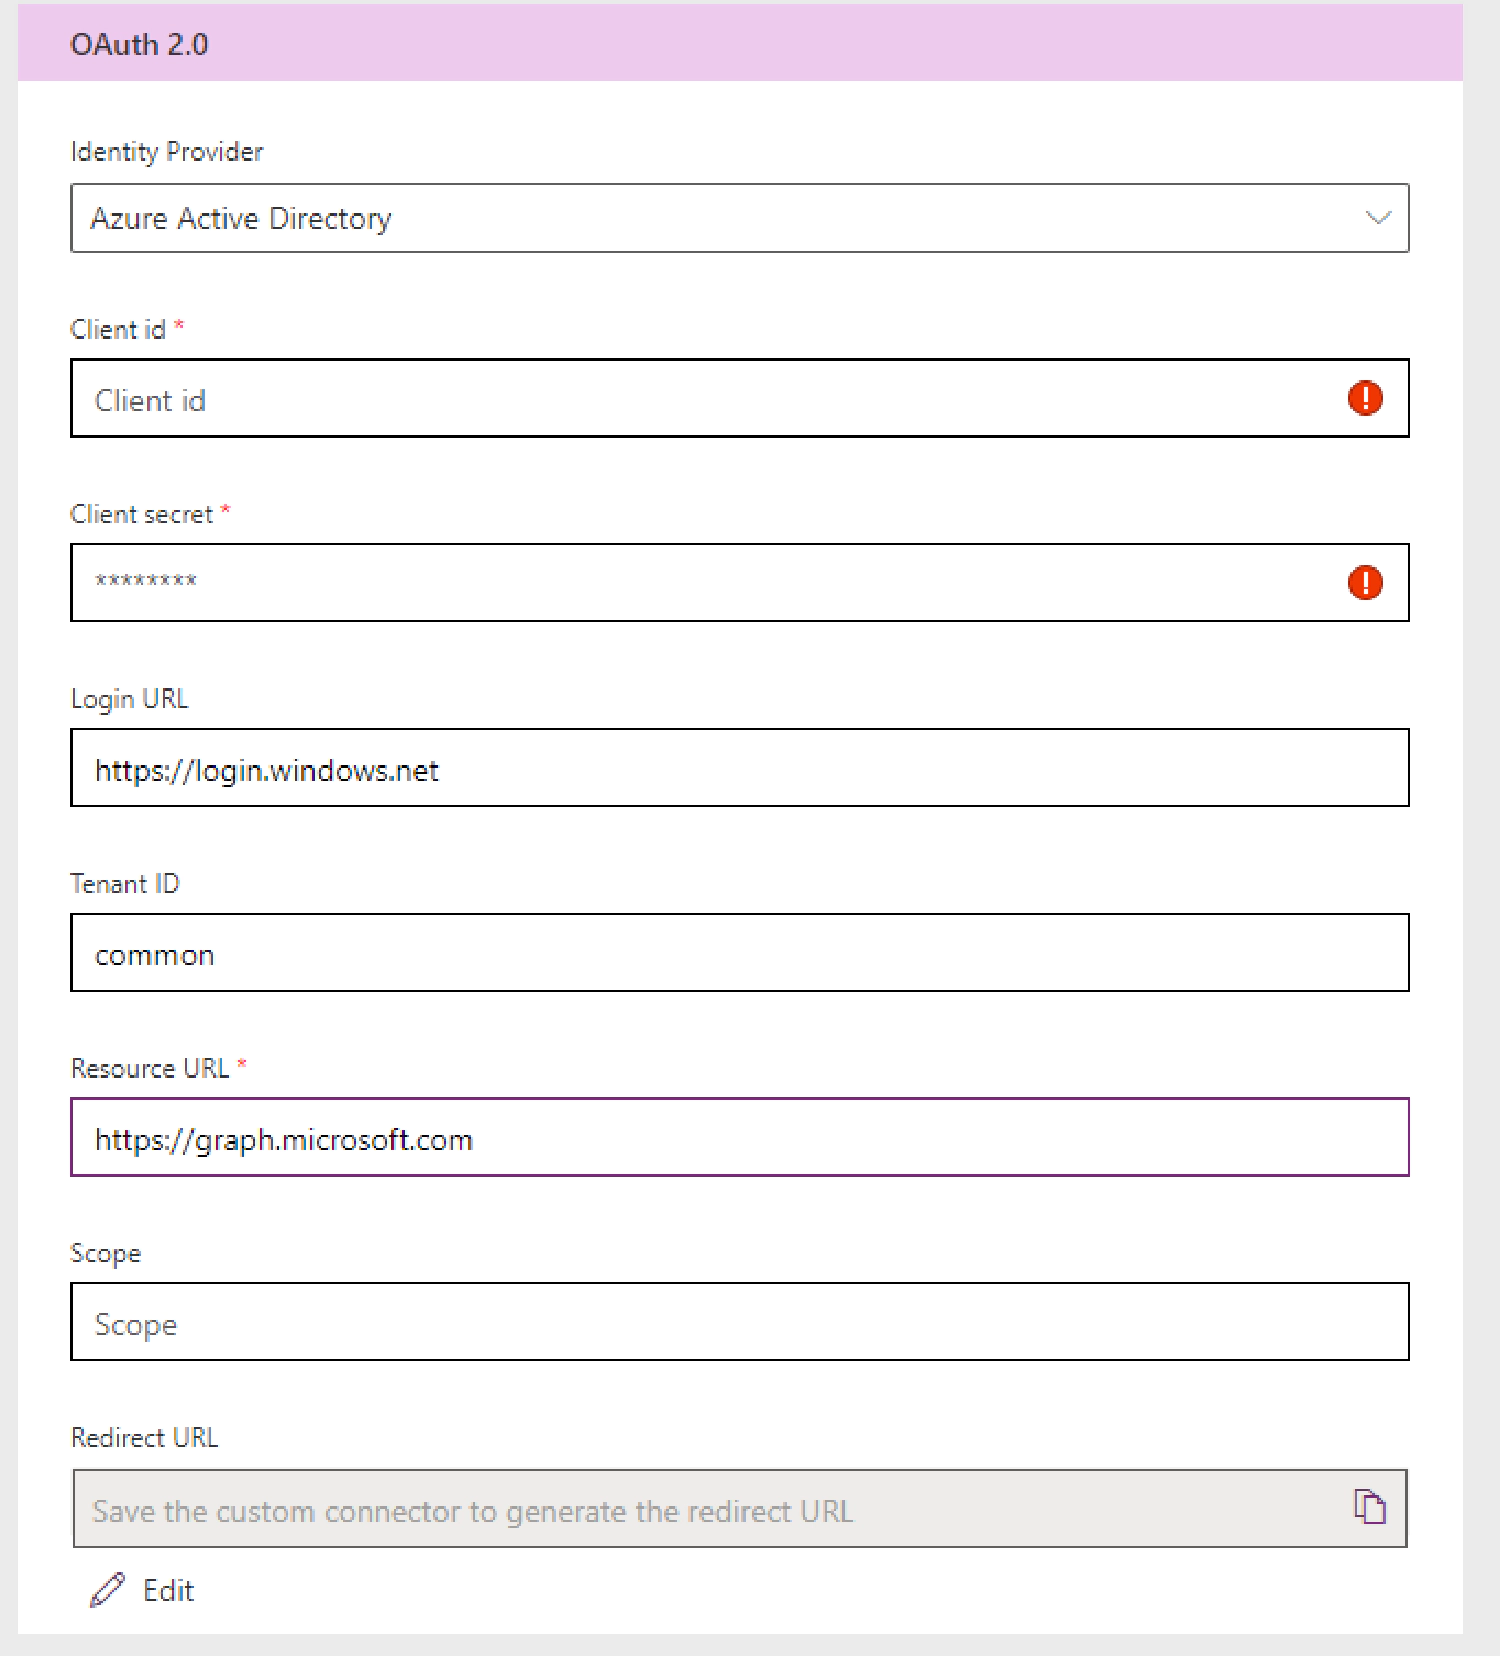 OAuth 2.0
Identity Provider
Azure Active Directory
Client id *
Client id
Client secret *
********
Login URL
https://login.windows.net
Tenant ID
common
Resource URL *
https://graph.microsoft.com
Scope
Scope
Redirect URL
Save the custom connector to generate the redirect URL
Edit